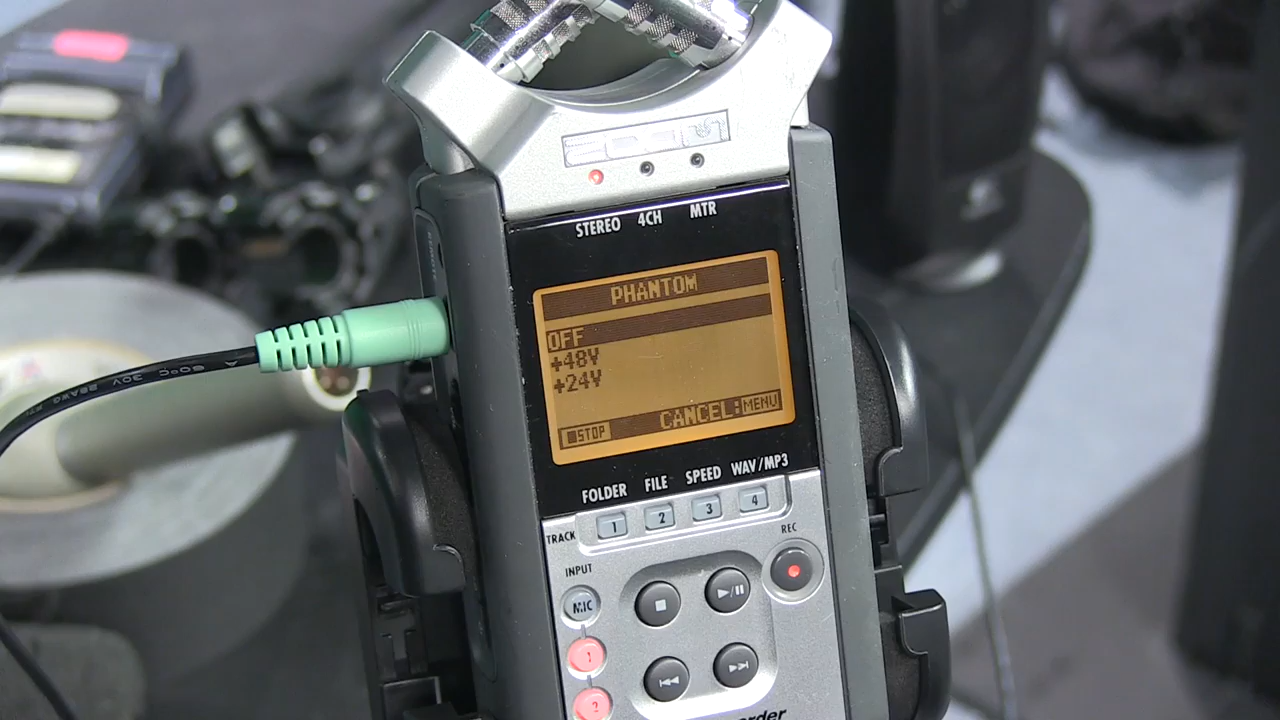 STEREO 4CH MTR
PHANTOM
OFF
+48V
+24V
CANCEL:MENU
STOP
FOLDER FILE SPEED WAV/MP3
TRACK 1 2 3 4
REC
INPUT
MIC
1
2